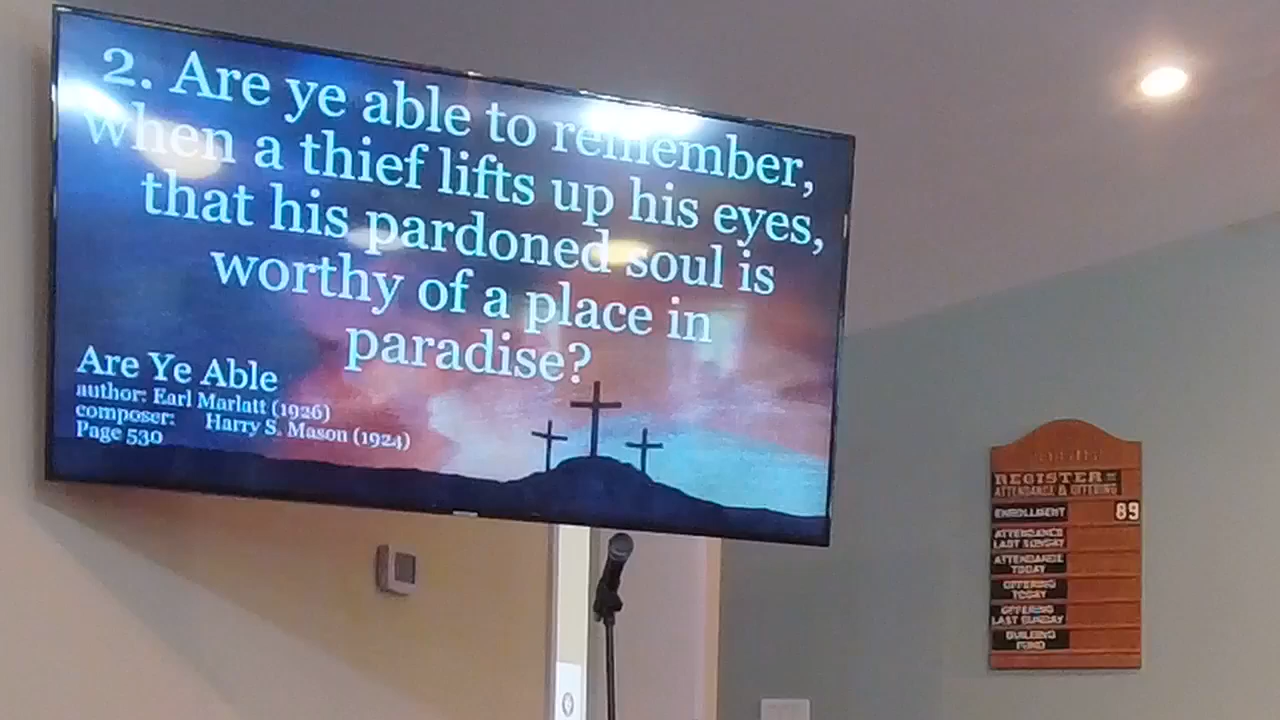 2. Are ye able to remember,
when a thief lifts up his eyes,
that his pardoned soul is
worthy of a place in
paradise?
Are Ye Able
author: Earl Marlatt (1926)
composer: Harry S. Mason (1924)
Page 530
REGISTER OF
ATTENDANCE & OFFERING
ENROLLMENT 89
ATTENDANCE
LAST SUNDAY
ATTENDANCE
TODAY
OFFERING
TODAY
OFFERING
LAST SUNDAY
BUILDING
FUND